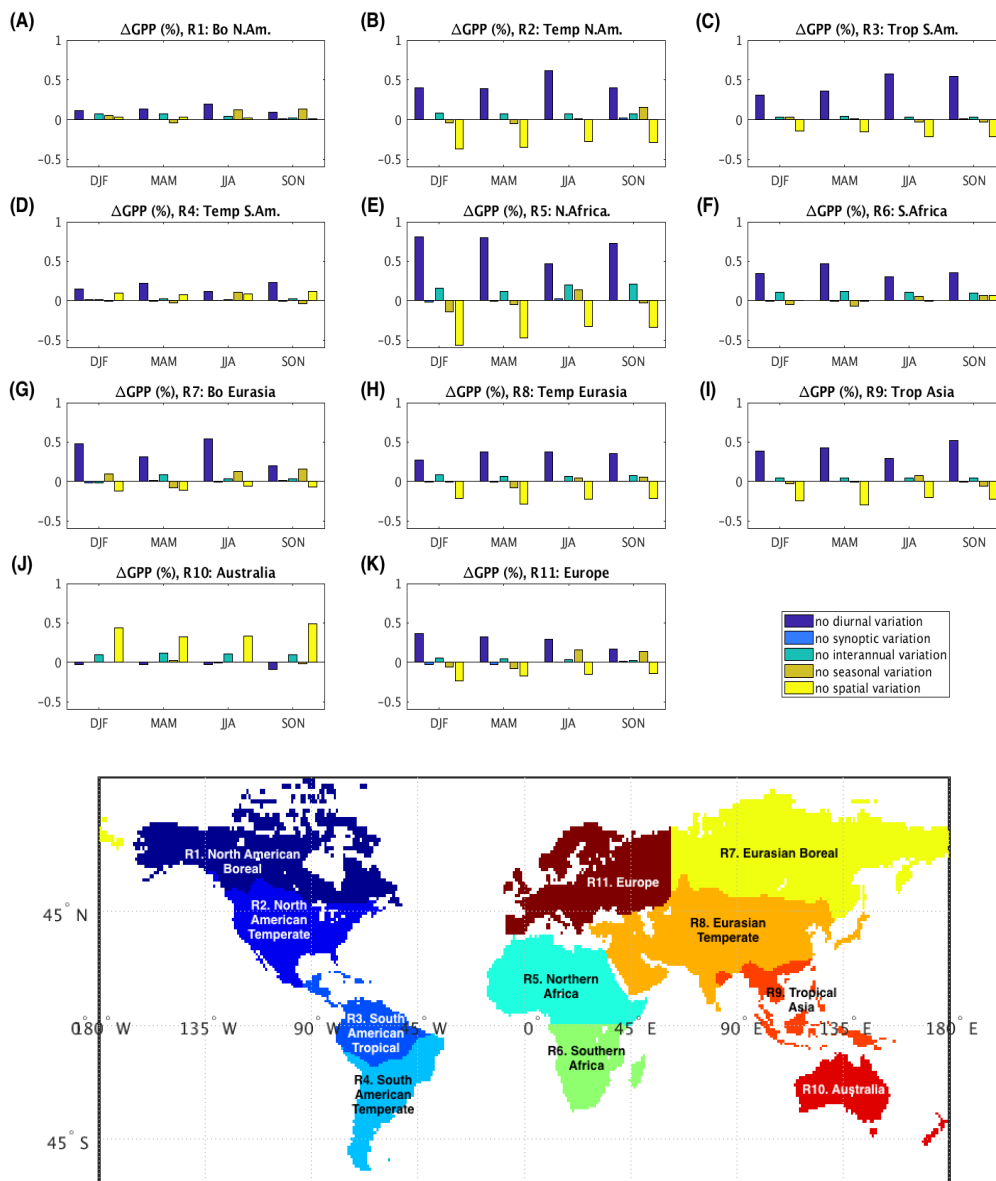 (A)
ΔGPP (%), R1: Bo N.Am.
1
0.5
0
−0.5
DJF MAM JJA SON
(B)
ΔGPP (%), R2: Temp N.Am.
1
0.5
0
−0.5
DJF MAM JJA SON
(C)
ΔGPP (%), R3: Trop S.Am.
1
0.5
0
−0.5
DJF MAM JJA SON
(D)
ΔGPP (%), R4: Temp S.Am.
1
0.5
0
−0.5
DJF MAM JJA SON
(E)
ΔGPP (%), R5: N.Africa.
1
0.5
0
−0.5
DJF MAM JJA SON
(F)
ΔGPP (%), R6: S.Africa
1
0.5
0
−0.5
DJF MAM JJA SON
(G)
ΔGPP (%), R7: Bo Eurasia
1
0.5
0
−0.5
DJF MAM JJA SON
(H)
ΔGPP (%), R8: Temp Eurasia
1
0.5
0
−0.5
DJF MAM JJA SON
(I)
ΔGPP (%), R9: Trop Asia
1
0.5
0
−0.5
DJF MAM JJA SON
(J)
ΔGPP (%), R10: Australia
1
0.5
0
−0.5
DJF MAM JJA SON
(K)
ΔGPP (%), R11: Europe
1
0.5
0
−0.5
DJF MAM JJA SON
no diurnal variation
no synoptic variation
no interannual variation
no seasonal variation
no spatial variation
R1. North American
Boreal
R2. North
American
Temperate
R3. South
American
Tropical
R4. South
American
Temperate
R5. Northern
Africa
R6. Southern
Africa
R7. Eurasian Boreal
R8. Eurasian
Temperate
R9. Tropical
Asia
R10. Australia
R11. Europe
45° N
0°
180° W
135° W
90° W
45° W
0°
45° E
90° E
135° E
180° E
45° S